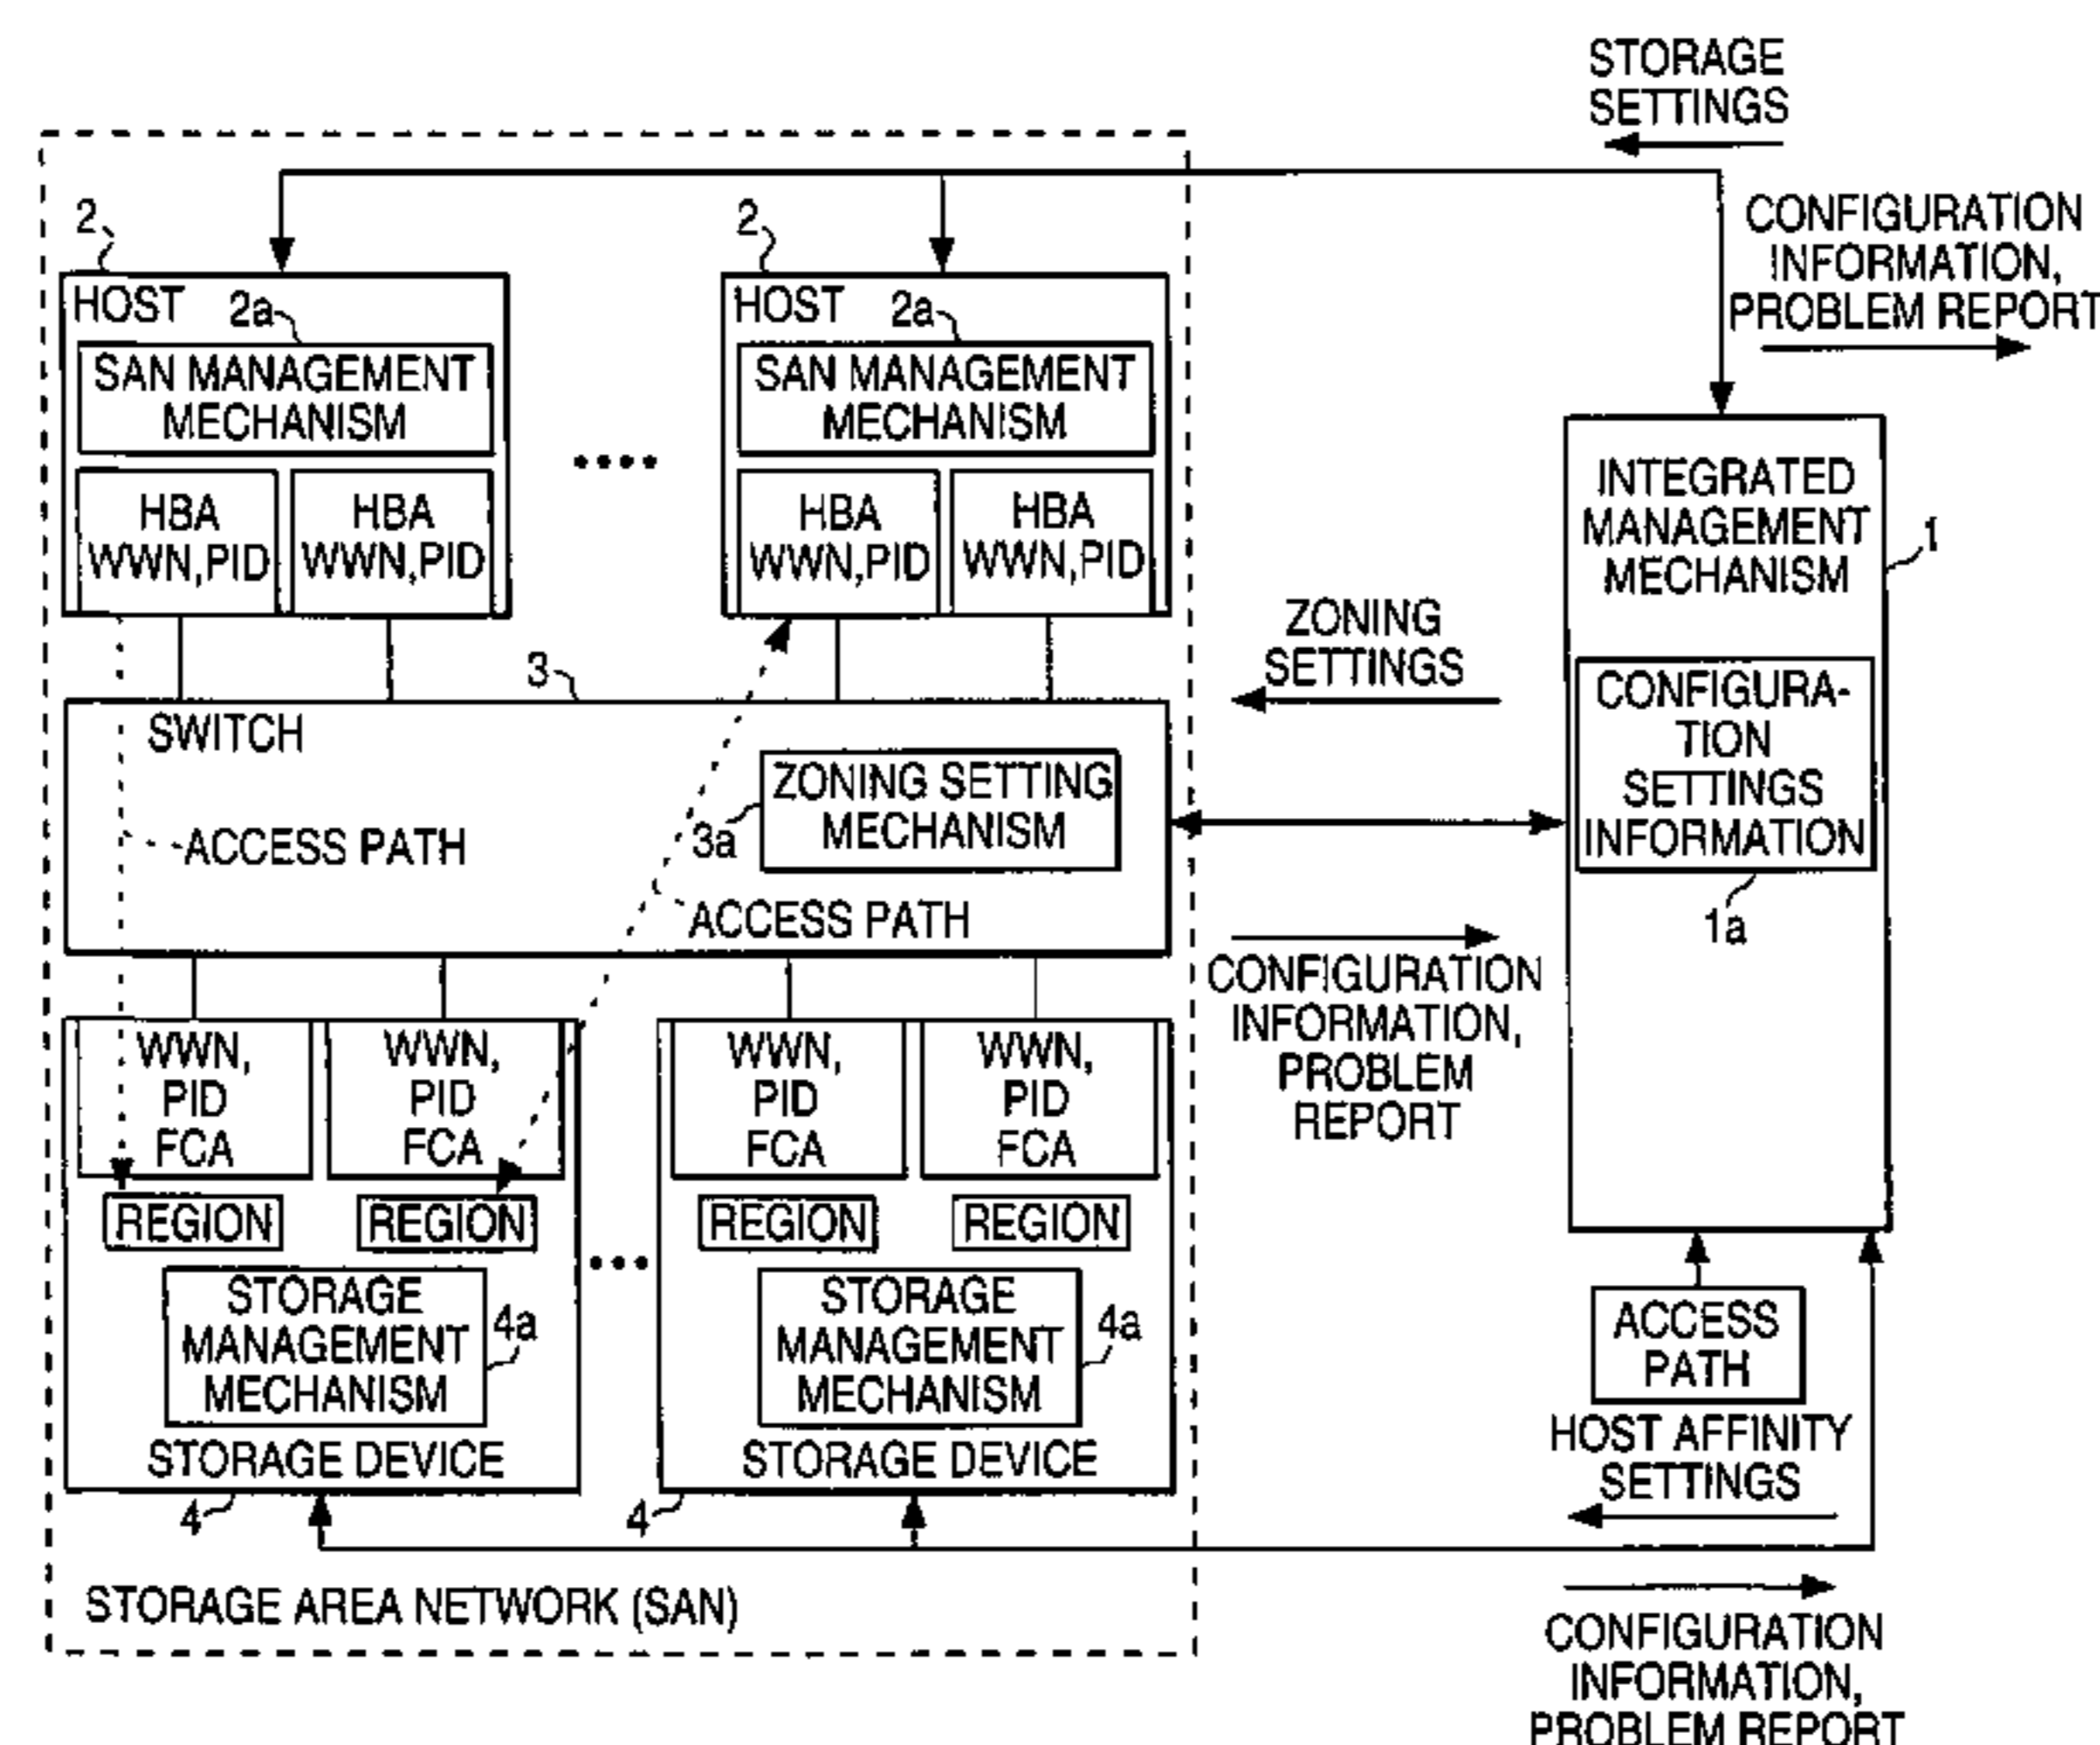 STORAGE
SETTINGS
CONFIGURATION
INFORMATION,
PROBLEM REPORT
2
2
HOST
2a
SAN MANAGEMENT
MECHANISM
HBA
WWN,PID
HBA
WWN,PID
HOST
2a
SAN MANAGEMENT
MECHANISM
HBA
WWN,PID
HBA
WWN,PID
INTEGRATED
MANAGEMENT
MECHANISM
1
CONFIGURA-
TION
SETTINGS
INFORMATION
1a
ZONING
SETTINGS
3
SWITCH
ZONING SETTING
MECHANISM
3a
ACCESS PATH
ACCESS PATH
CONFIGURATION
INFORMATION,
PROBLEM
REPORT
WWN,
PID
FCA
WWN,
PID
FCA
REGION
REGION
STORAGE
MANAGEMENT
MECHANISM
4a
STORAGE DEVICE
4
WWN,
PID
FCA
WWN,
PID
FCA
REGION
REGION
STORAGE
MANAGEMENT
MECHANISM
4a
STORAGE DEVICE
4
ACCESS
PATH
HOST AFFINITY
SETTINGS
STORAGE AREA NETWORK (SAN)
CONFIGURATION
INFORMATION,
PROBLEM REPORT